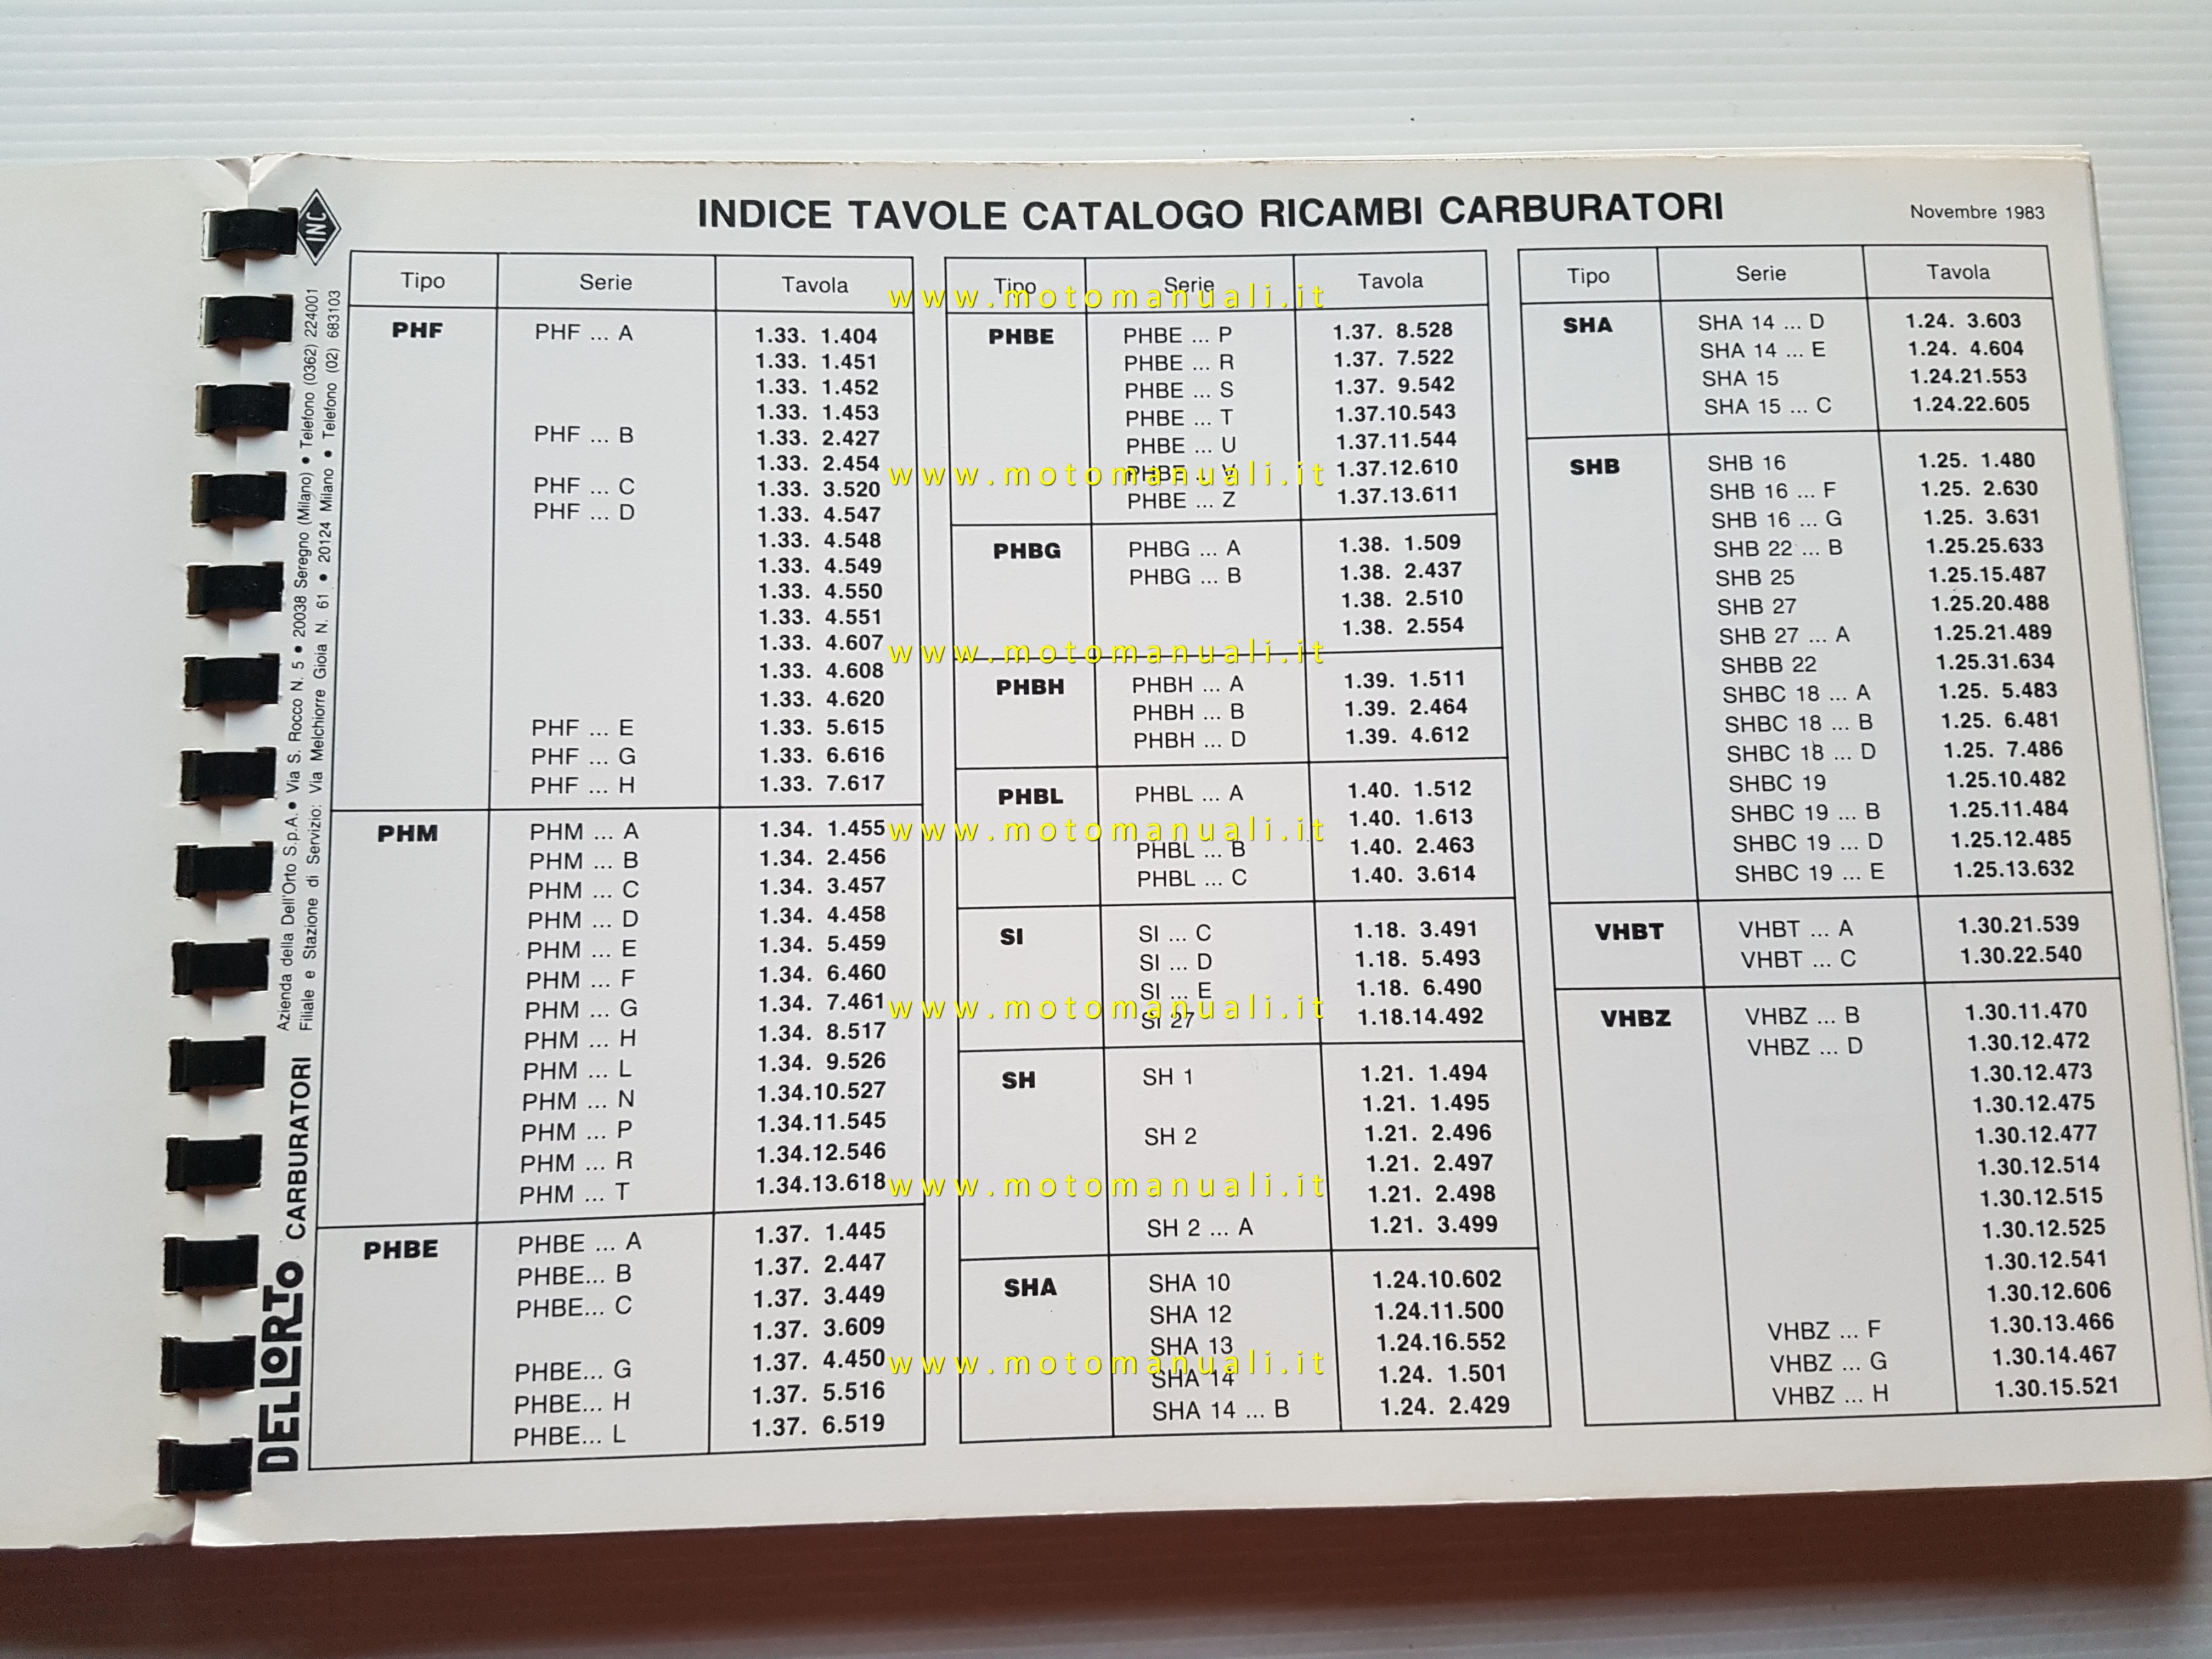 INDICE TAVOLE CATALOGO RICAMBI CARBURATORI
Novembre 1983
INC
DELLORTO CARBURATORI
Azienda della Dell'Orto S.p.A. ● Via S. Rocco N. 5 ● 20038 Seregno (Milano) ● Telefono (0362) 224001
Filiale e Stazione di Servizio: Via Melchiorre Gioia N. 61 ● 20124 Milano ● Telefono (02) 683103
Tipo Serie Tavola
PHF PHF ... A 1.33. 1.404
1.33. 1.451
1.33. 1.452
1.33. 1.453
PHF ... B 1.33. 2.427
1.33. 2.454
PHF ... C 1.33. 3.520
PHF ... D 1.33. 4.547
1.33. 4.548
1.33. 4.549
1.33. 4.550
1.33. 4.551
1.33. 4.607
1.33. 4.608
1.33. 4.620
PHF ... E 1.33. 5.615
PHF ... G 1.33. 6.616
PHF ... H 1.33. 7.617
PHM PHM ... A 1.34. 1.455
PHM ... B 1.34. 2.456
PHM ... C 1.34. 3.457
PHM ... D 1.34. 4.458
PHM ... E 1.34. 5.459
PHM ... F 1.34. 6.460
PHM ... G 1.34. 7.461
PHM ... H 1.34. 8.517
PHM ... L 1.34. 9.526
PHM ... N 1.34.10.527
PHM ... P 1.34.11.545
PHM ... R 1.34.12.546
PHM ... T 1.34.13.618
PHBE PHBE ... A 1.37. 1.445
PHBE... B 1.37. 2.447
PHBE... C 1.37. 3.449
1.37. 3.609
PHBE... G 1.37. 4.450
PHBE... H 1.37. 5.516
PHBE... L 1.37. 6.519
Tipo Serie Tavola
PHBE PHBE ... P 1.37. 8.528
PHBE ... R 1.37. 7.522
PHBE ... S 1.37. 9.542
PHBE ... T 1.37.10.543
PHBE ... U 1.37.11.544
PHBE ... V 1.37.12.610
PHBE ... Z 1.37.13.611
PHBG PHBG ... A 1.38. 1.509
PHBG ... B 1.38. 2.437
1.38. 2.510
1.38. 2.554
PHBH PHBH ... A 1.39. 1.511
PHBH ... B 1.39. 2.464
PHBH ... D 1.39. 4.612
PHBL PHBL ... A 1.40. 1.512
1.40. 1.613
PHBL ... B 1.40. 2.463
PHBL ... C 1.40. 3.614
SI SI ... C 1.18. 3.491
SI ... D 1.18. 5.493
SI ... E 1.18. 6.490
SI 27 1.18.14.492
SH SH 1 1.21. 1.494
1.21. 1.495
SH 2 1.21. 2.496
1.21. 2.497
1.21. 2.498
SH 2 ... A 1.21. 3.499
SHA SHA 10 1.24.10.602
SHA 12 1.24.11.500
SHA 13 1.24.16.552
SHA 14 1.24. 1.501
SHA 14 ... B 1.24. 2.429
Tipo Serie Tavola
SHA SHA 14 ... D 1.24. 3.603
SHA 14 ... E 1.24. 4.604
SHA 15 1.24.21.553
SHA 15 ... C 1.24.22.605
SHB SHB 16 1.25. 1.480
SHB 16 ... F 1.25. 2.630
SHB 16 ... G 1.25. 3.631
SHB 22 ... B 1.25.25.633
SHB 25 1.25.15.487
SHB 27 1.25.20.488
SHB 27 ... A 1.25.21.489
SHBB 22 1.25.31.634
SHBC 18 ... A 1.25. 5.483
SHBC 18 ... B 1.25. 6.481
SHBC 18 ... D 1.25. 7.486
SHBC 19 1.25.10.482
SHBC 19 ... B 1.25.11.484
SHBC 19 ... D 1.25.12.485
SHBC 19 ... E 1.25.13.632
VHBT VHBT ... A 1.30.21.539
VHBT ... C 1.30.22.540
VHBZ VHBZ ... B 1.30.11.470
VHBZ ... D 1.30.12.472
1.30.12.473
1.30.12.475
1.30.12.477
1.30.12.514
1.30.12.515
1.30.12.525
1.30.12.541
1.30.12.606
VHBZ ... F 1.30.13.466
VHBZ ... G 1.30.14.467
VHBZ ... H 1.30.15.521
www.motomanuali.it
www.motomanuali.it
www.motomanuali.it
www.motomanuali.it
www.motomanuali.it
www.motomanuali.it
www.motomanuali.it